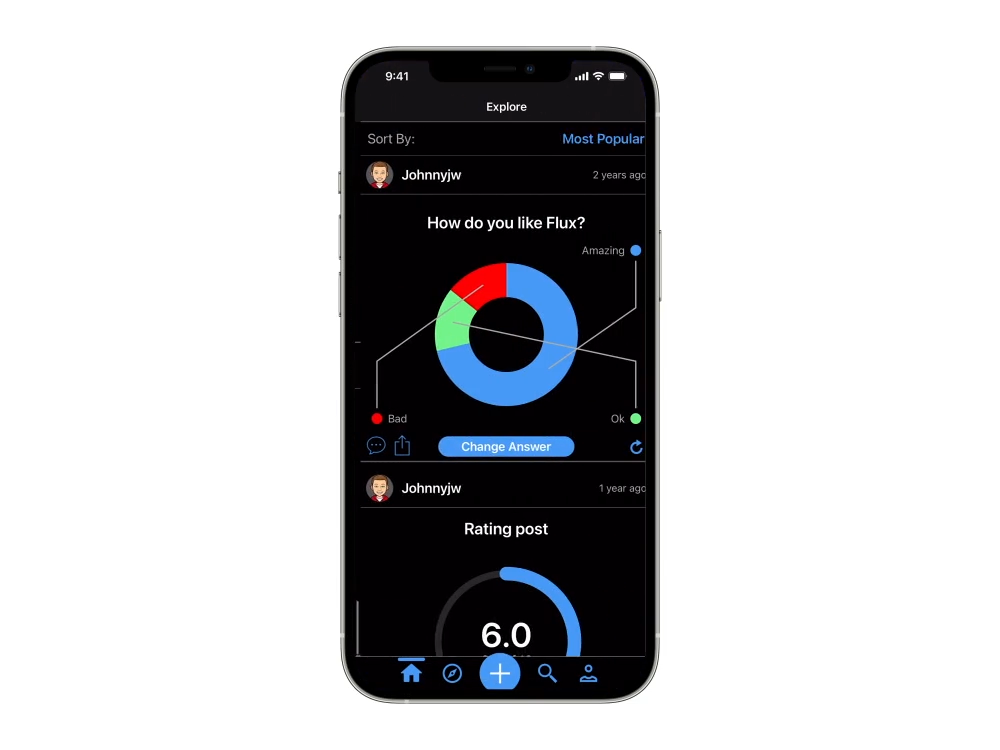 9:41
Explore
Sort By: Most Popular
Johnnyjw 2 years ago
How do you like Flux?
Amazing
Bad Ok
Change Answer
Johnnyjw 1 year ago
Rating post
6.0